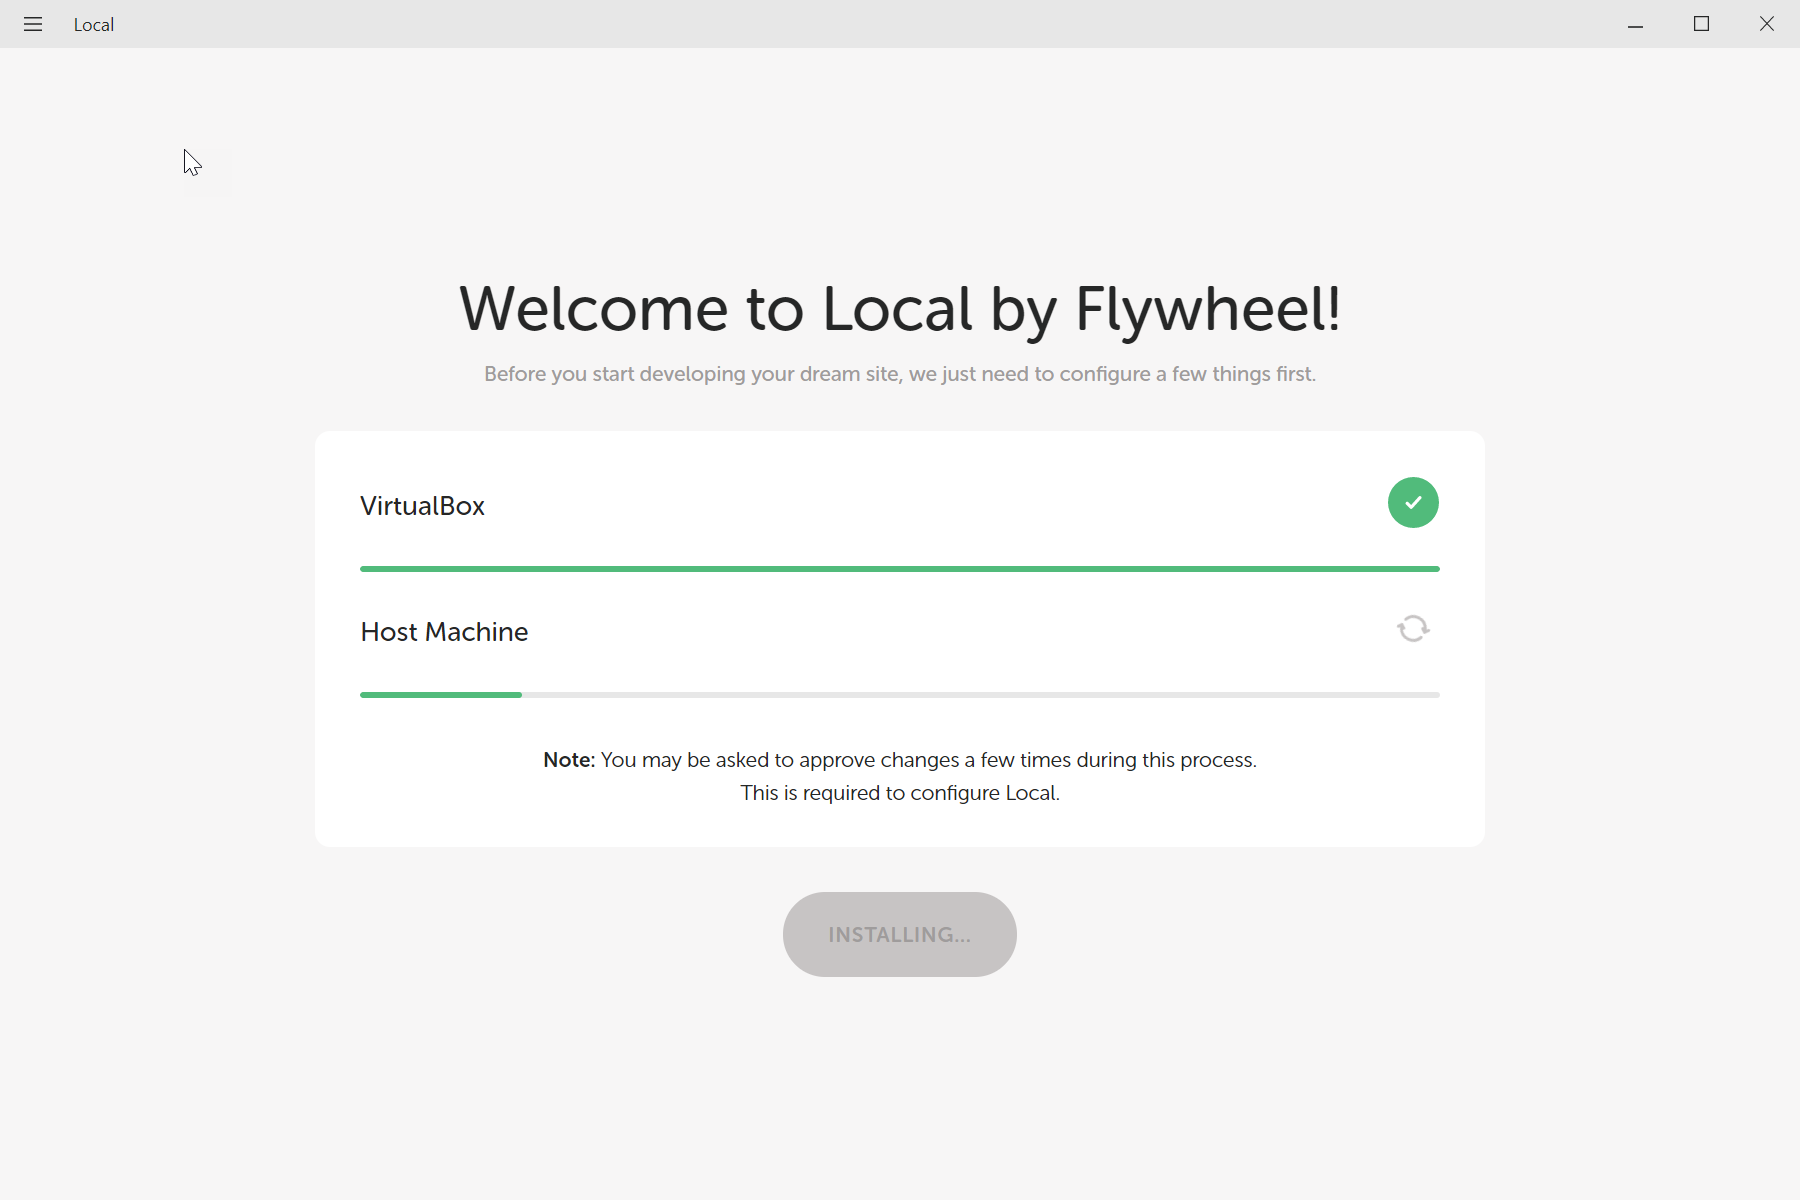 Local
Welcome to Local by Flywheel!
Before you start developing your dream site, we just need to configure a few things first.
VirtualBox
Host Machine
Note: You may be asked to approve changes a few times during this process.
This is required to configure Local.
INSTALLING...